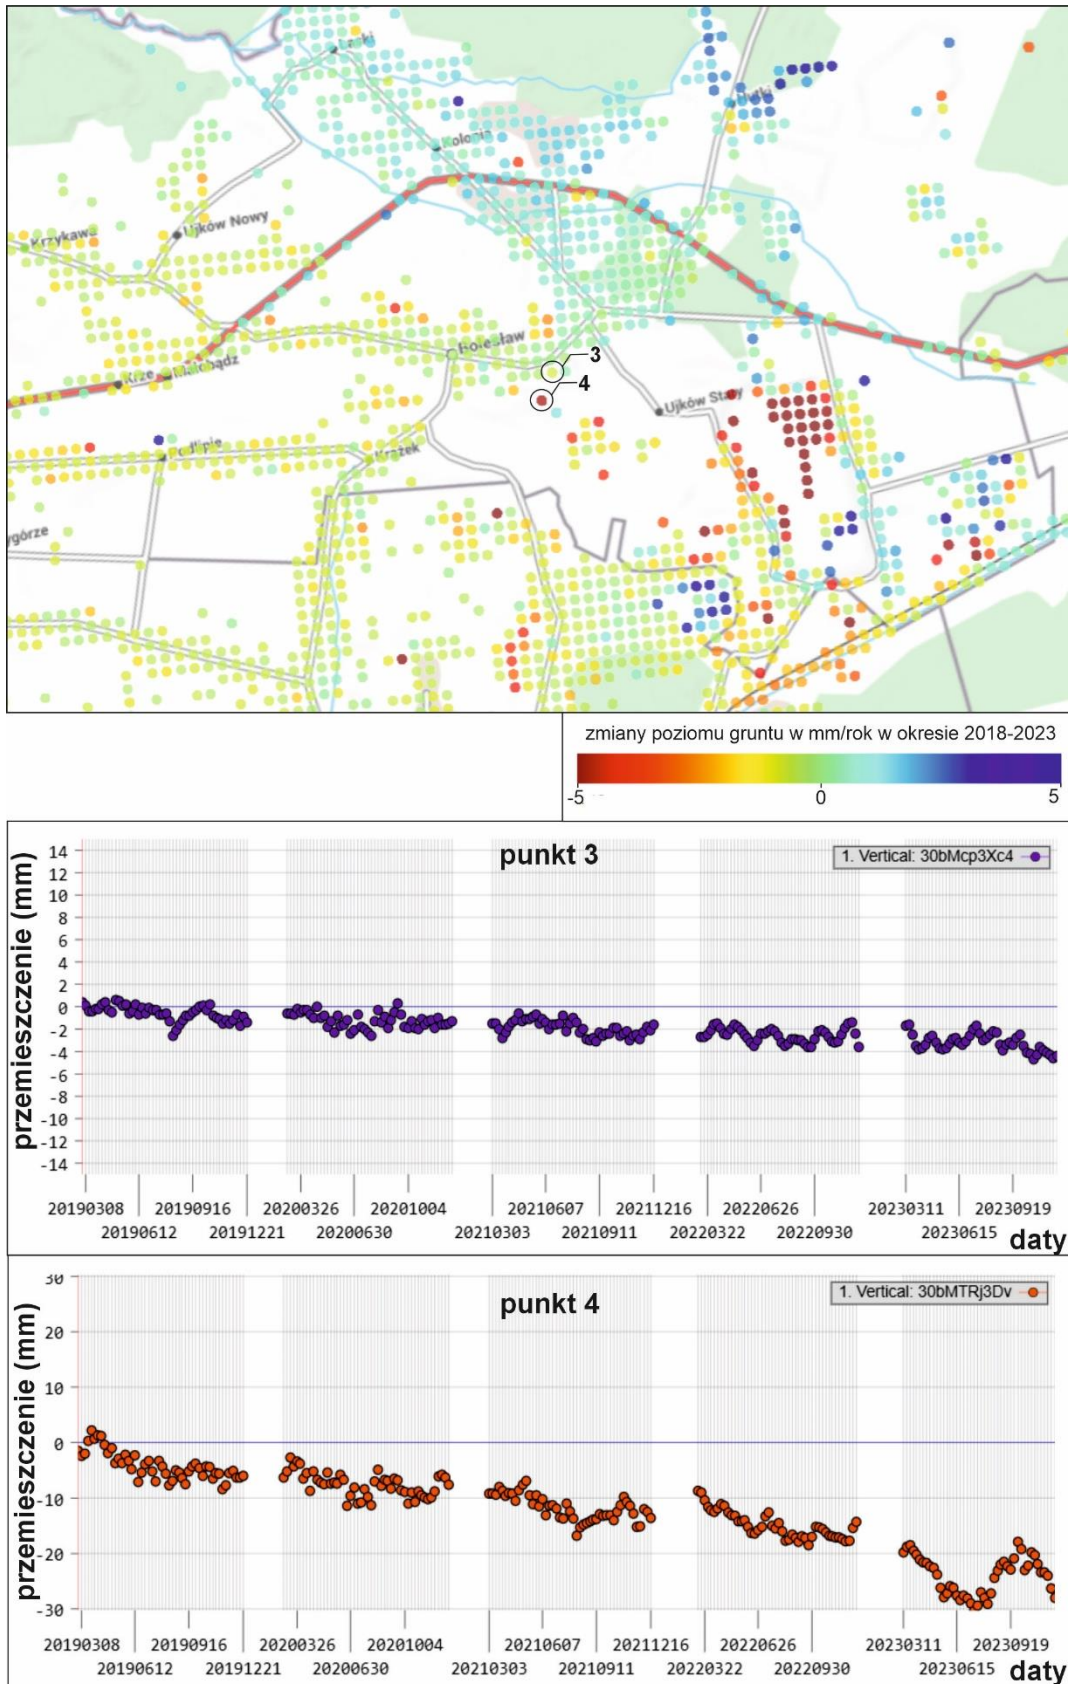 Laski
Hutki
Kolonia
Ujków Nowy
Krzykawa
Bolesław
3
4
Krze
Małobądz
Ujków Stary
Podlipie
Krążek
ygórze
zmiany poziomu gruntu w mm/rok w okresie 2018-2023
-5 0 5
przemieszczenie (mm)
punkt 3
1. Vertical: 30bMcp3Xc4
14
12
10
8
6
4
2
0
-2
-4
-6
-8
-10
-12
-14
20190308 20190916 20200326 20201004 20210607 20211216 20220626 20230311 20230919
20190612 20191221 20200630 20210303 20210911 20220322 20220930 20230615 daty
przemieszczenie (mm)
punkt 4
1. Vertical: 30bMTRj3Dv
30
20
10
0
-10
-20
-30
20190308 20190916 20200326 20201004 20210607 20211216 20220626 20230311 20230919
20190612 20191221 20200630 20210303 20210911 20220322 20220930 20230615 daty